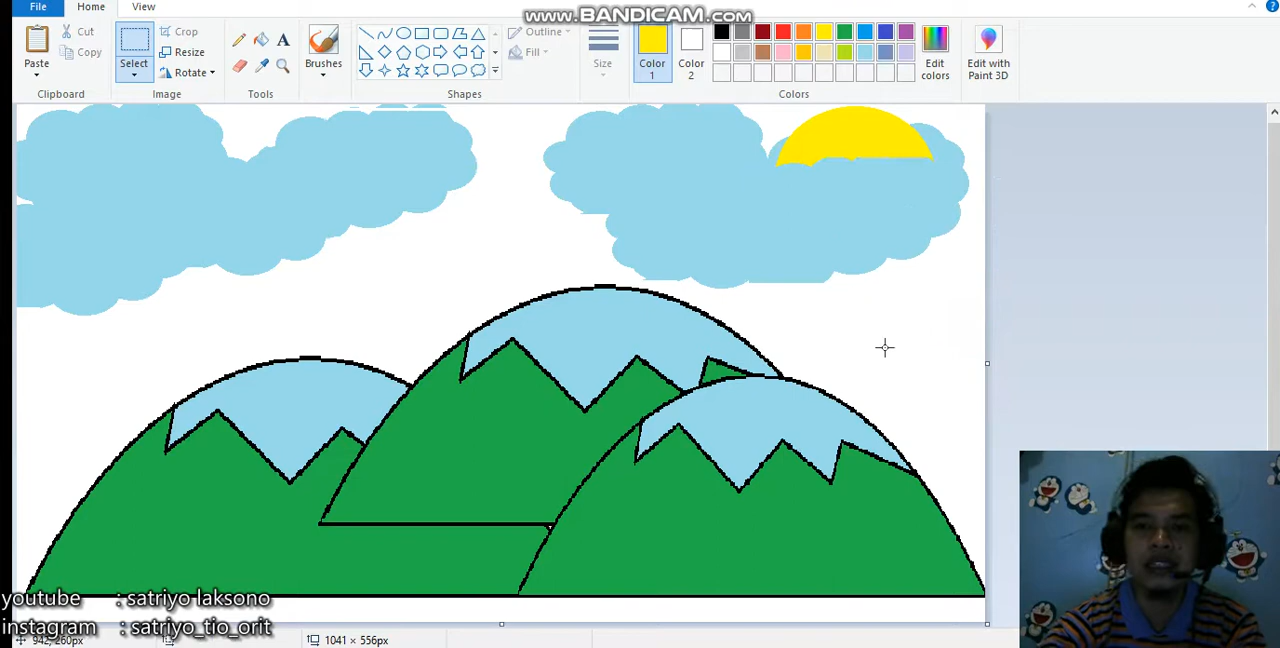 www.BANDICAM.com
File Home View
Paste Cut Copy Clipboard
Select Crop Resize Rotate Image
Tools
Brushes
Outline Fill Shapes
Size
Color 1 Color 2 Colors
Edit colors
Edit with Paint 3D
youtube : satriyo laksono
instagram : satriyo_tio_orit
942, 260px 1041 × 556px